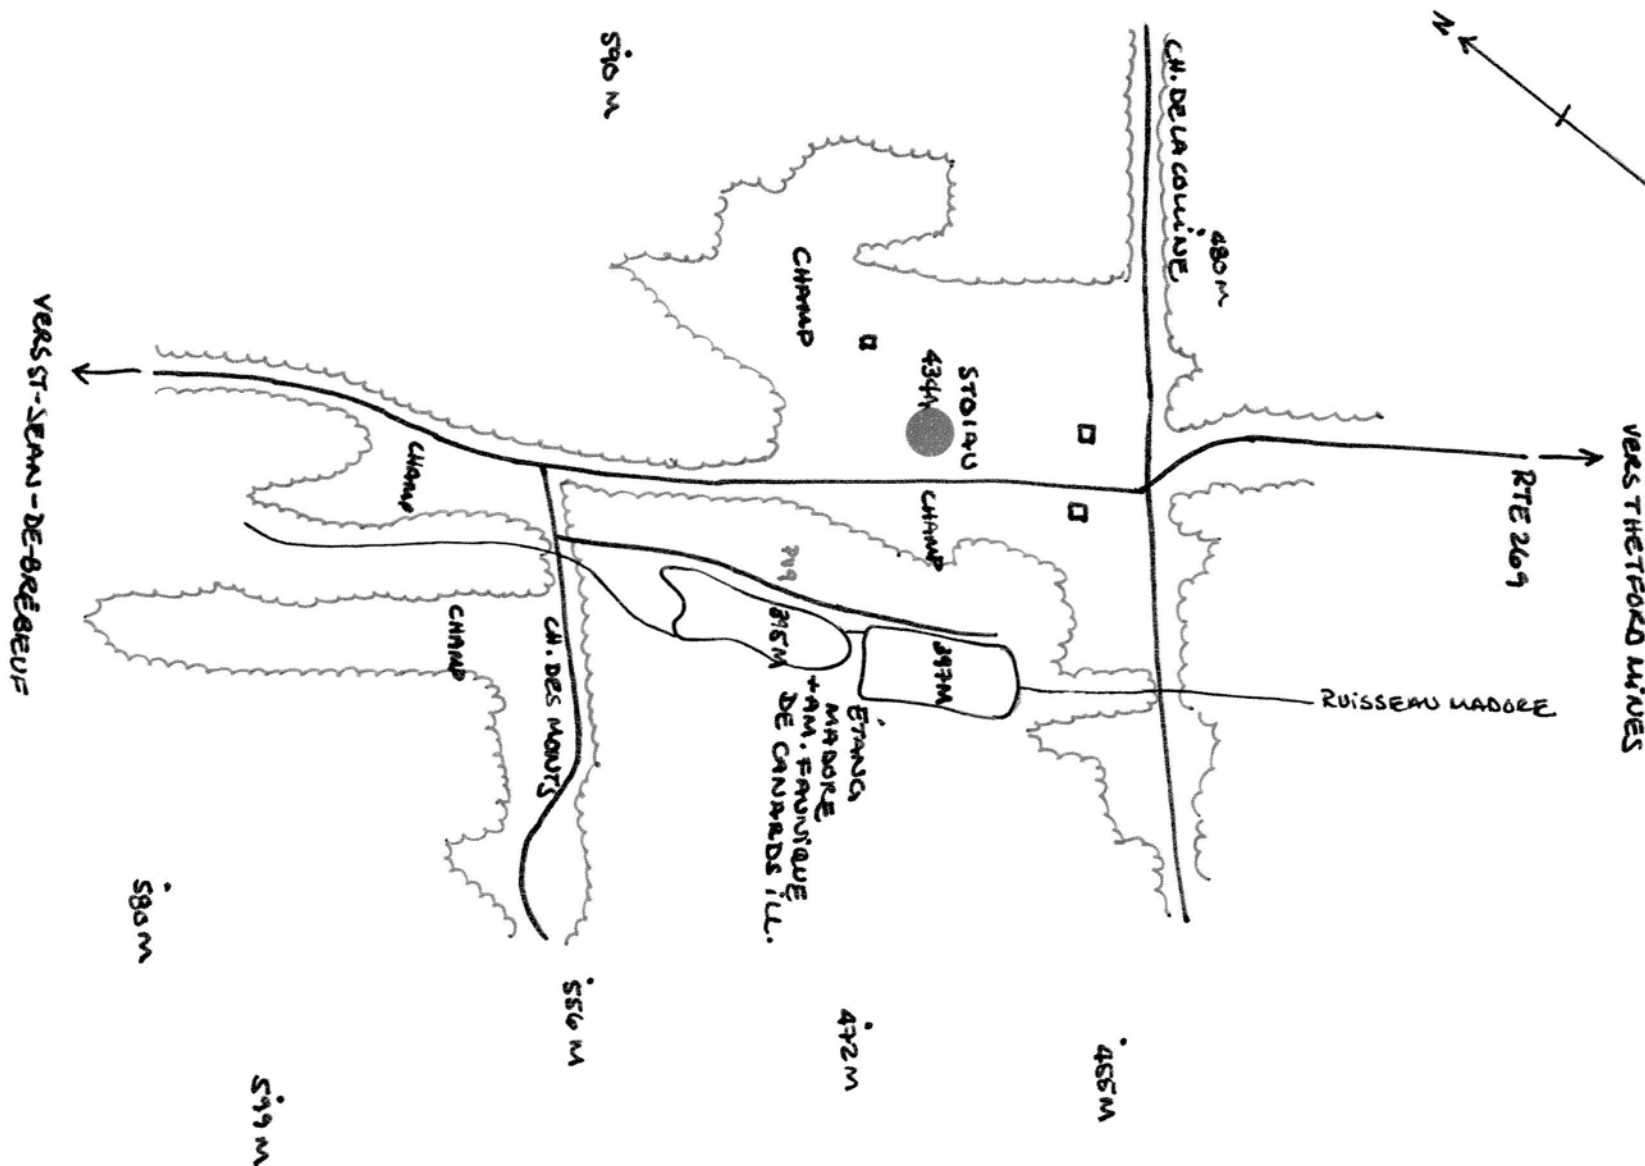 N
VERS THETFORD MINES
RTE 269
RUISSEAU MADORE
CH. DE LA COLLINE
480M
455M
434M
CHAMP
CHAMP
397M
395M
ÉTANG
MADORE
+ AM. FAUNIQUE
DE CANARDS ILL.
472M
590 M
CH. DES MONTS
556 M
CHAMP
CHAMP
599 M
580M
VERS ST-JEAN-DE-BRÉBEUF